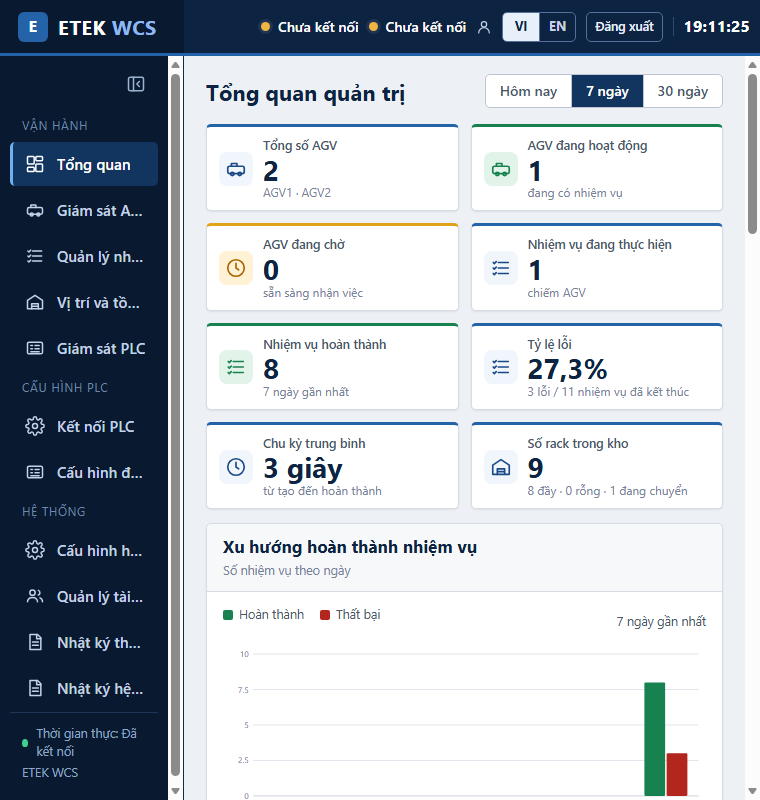 E ETEK WCS
Chưa kết nối Chưa kết nối VI EN Đăng xuất 19:11:25
VẬN HÀNH
Tổng quan
Giám sát A...
Quản lý nh...
Vị trí và tồ...
Giám sát PLC
CẤU HÌNH PLC
Kết nối PLC
Cấu hình đ...
HỆ THỐNG
Cấu hình h...
Quản lý tài...
Nhật ký th...
Nhật ký hệ...
Thời gian thực: Đã
kết nối
ETEK WCS
Tổng quan quản trị
Hôm nay 7 ngày 30 ngày
Tổng số AGV
2
AGV1 · AGV2
AGV đang hoạt động
1
đang có nhiệm vụ
AGV đang chờ
0
sẵn sàng nhận việc
Nhiệm vụ đang thực hiện
1
chiếm AGV
Nhiệm vụ hoàn thành
8
7 ngày gần nhất
Tỷ lệ lỗi
27,3%
3 lỗi / 11 nhiệm vụ đã kết thúc
Chu kỳ trung bình
3 giây
từ tạo đến hoàn thành
Số rack trong kho
9
8 đầy · 0 rỗng · 1 đang chuyển
Xu hướng hoàn thành nhiệm vụ
Số nhiệm vụ theo ngày
Hoàn thành Thất bại
7 ngày gần nhất
10
7.5
5
2.5
0